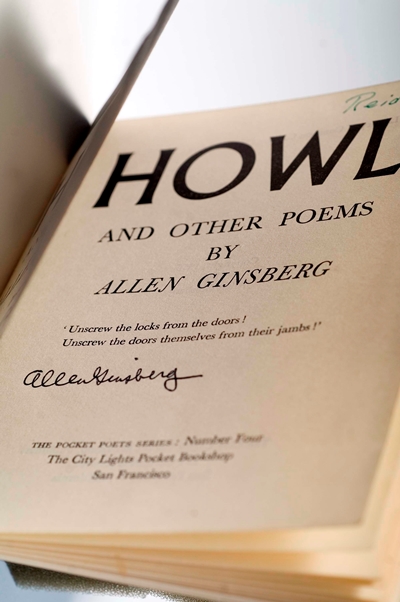 HOWL
AND OTHER POEMS
BY
ALLEN GINSBERG
'Unscrew the locks from the doors!
Unscrew the doors themselves from their jambs!'
Allen Ginsberg
THE POCKET POETS SERIES: Number Four
The City Lights Pocket Bookshop
San Francisco